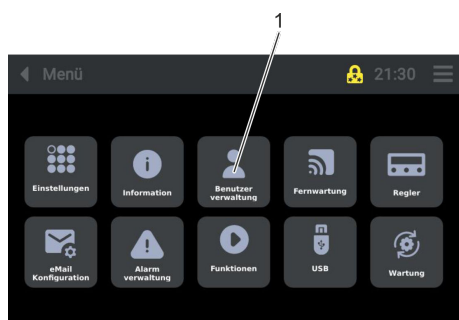 1
Menü
21:30
Einstellungen
Information
Benutzer
verwaltung
Fernwartung
Regler
eMail
Konfiguration
Alarm
verwaltung
Funktionen
USB
Wartung